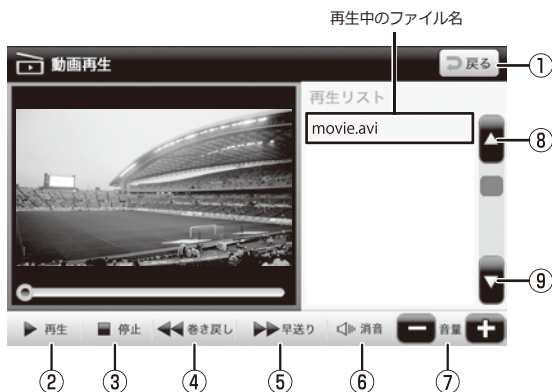 再生中のファイル名
動画再生
戻る
①
再生リスト
movie.avi
⑧
⑨
再生
停止
巻き戻し
早送り
消音
音量
②
③
④
⑤
⑥
⑦